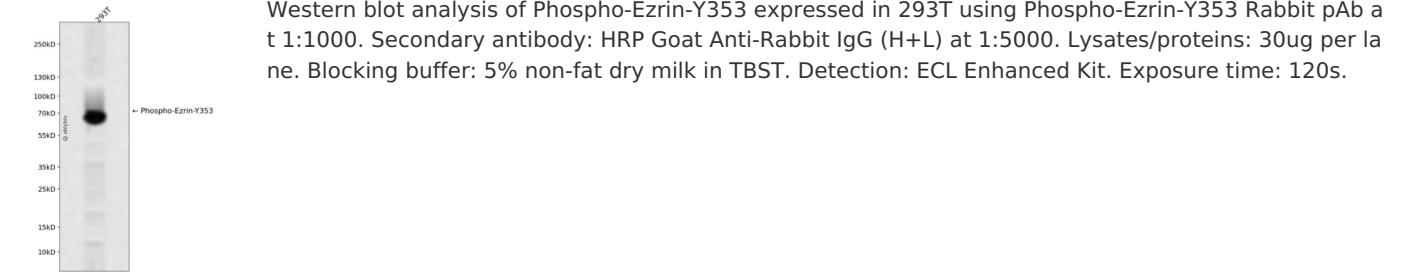 293T
250kD
130kD
100kD
70kD
55kD
35kD
25kD
15kD
10kD
← Phospho-Ezrin-Y353
Western blot analysis of Phospho-Ezrin-Y353 expressed in 293T using Phospho-Ezrin-Y353 Rabbit pAb a
t 1:1000. Secondary antibody: HRP Goat Anti-Rabbit IgG (H+L) at 1:5000. Lysates/proteins: 30ug per la
ne. Blocking buffer: 5% non-fat dry milk in TBST. Detection: ECL Enhanced Kit. Exposure time: 120s.